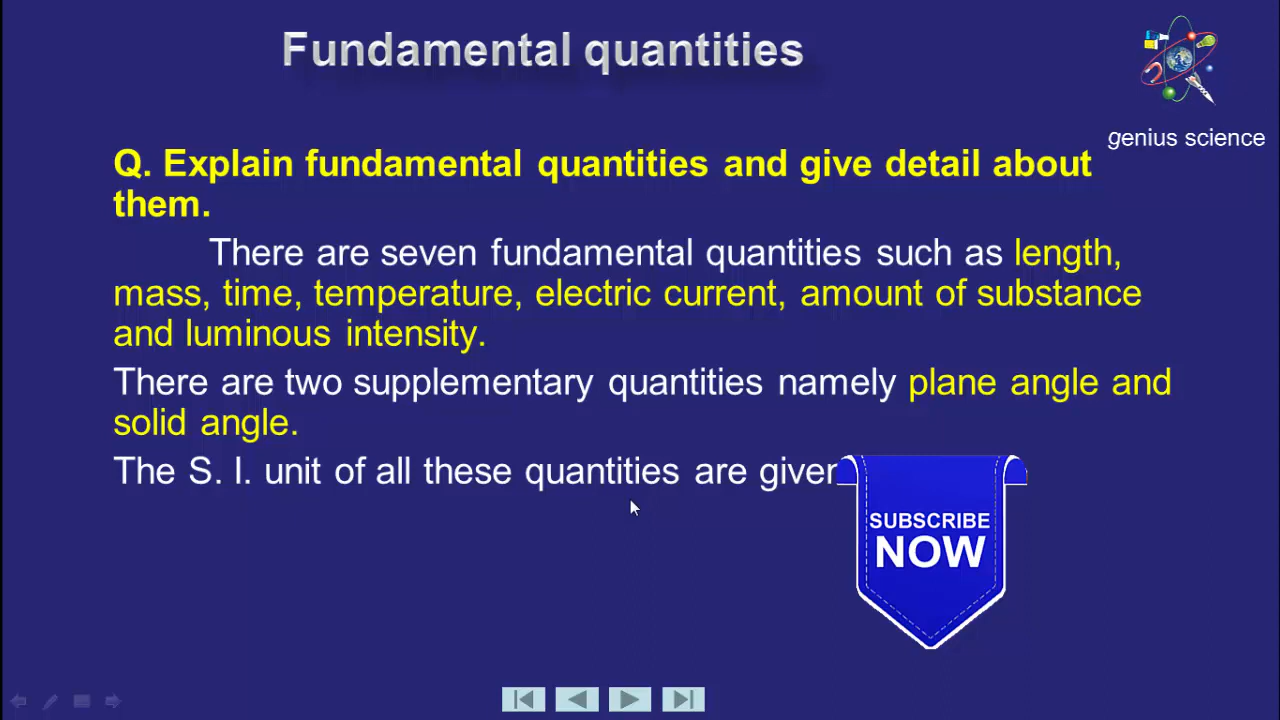 Fundamental quantities
genius science
Q. Explain fundamental quantities and give detail about
them.
There are seven fundamental quantities such as length,
mass, time, temperature, electric current, amount of substance
and luminous intensity.
There are two supplementary quantities namely plane angle and
solid angle.
The S. I. unit of all these quantities are
SUBSCRIBE
NOW